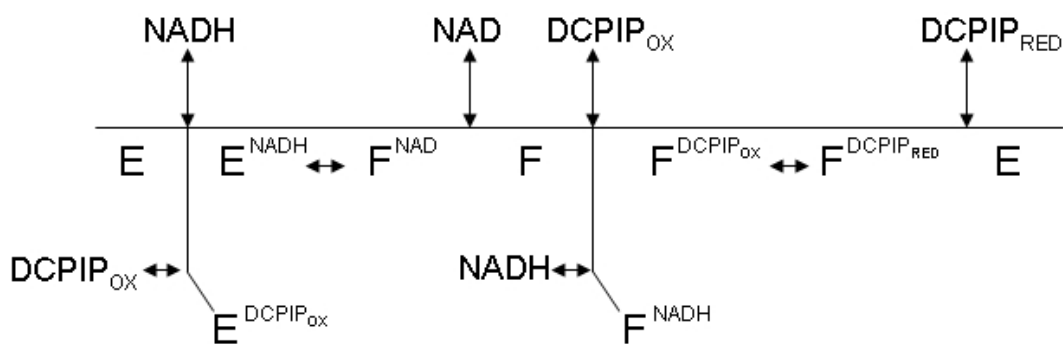 NADH NAD DCPIP_OX DCPIP_RED
E E^NADH F^NAD F F^DCPIP_OX F^DCPIP_RED E
DCPIP_OX NADH
E^DCPIP_OX F^NADH